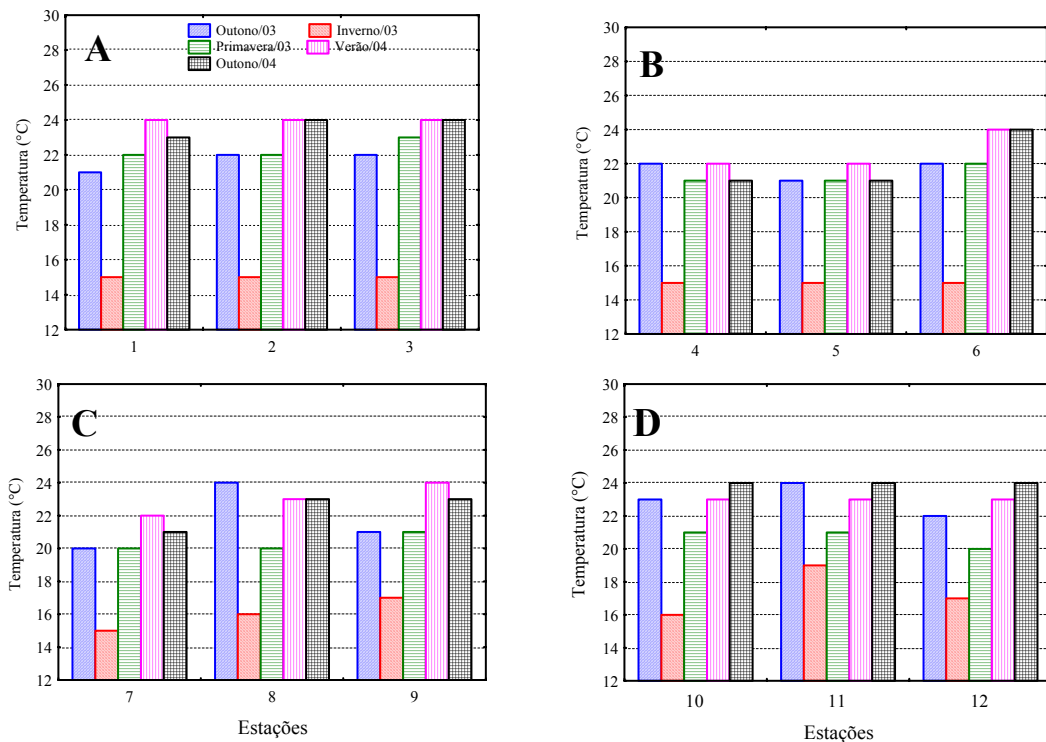 A
Outono/03 Inverno/03
Primavera/03 Verão/04
Outono/04
Temperatura (°C)
30
28
26
24
22
20
18
16
14
12
1 2 3
B
Temperatura (°C)
30
28
26
24
22
20
18
16
14
12
4 5 6
C
Temperatura (°C)
30
28
26
24
22
20
18
16
14
12
7 8 9
Estações
D
Temperatura (°C)
30
28
26
24
22
20
18
16
14
12
10 11 12
Estações